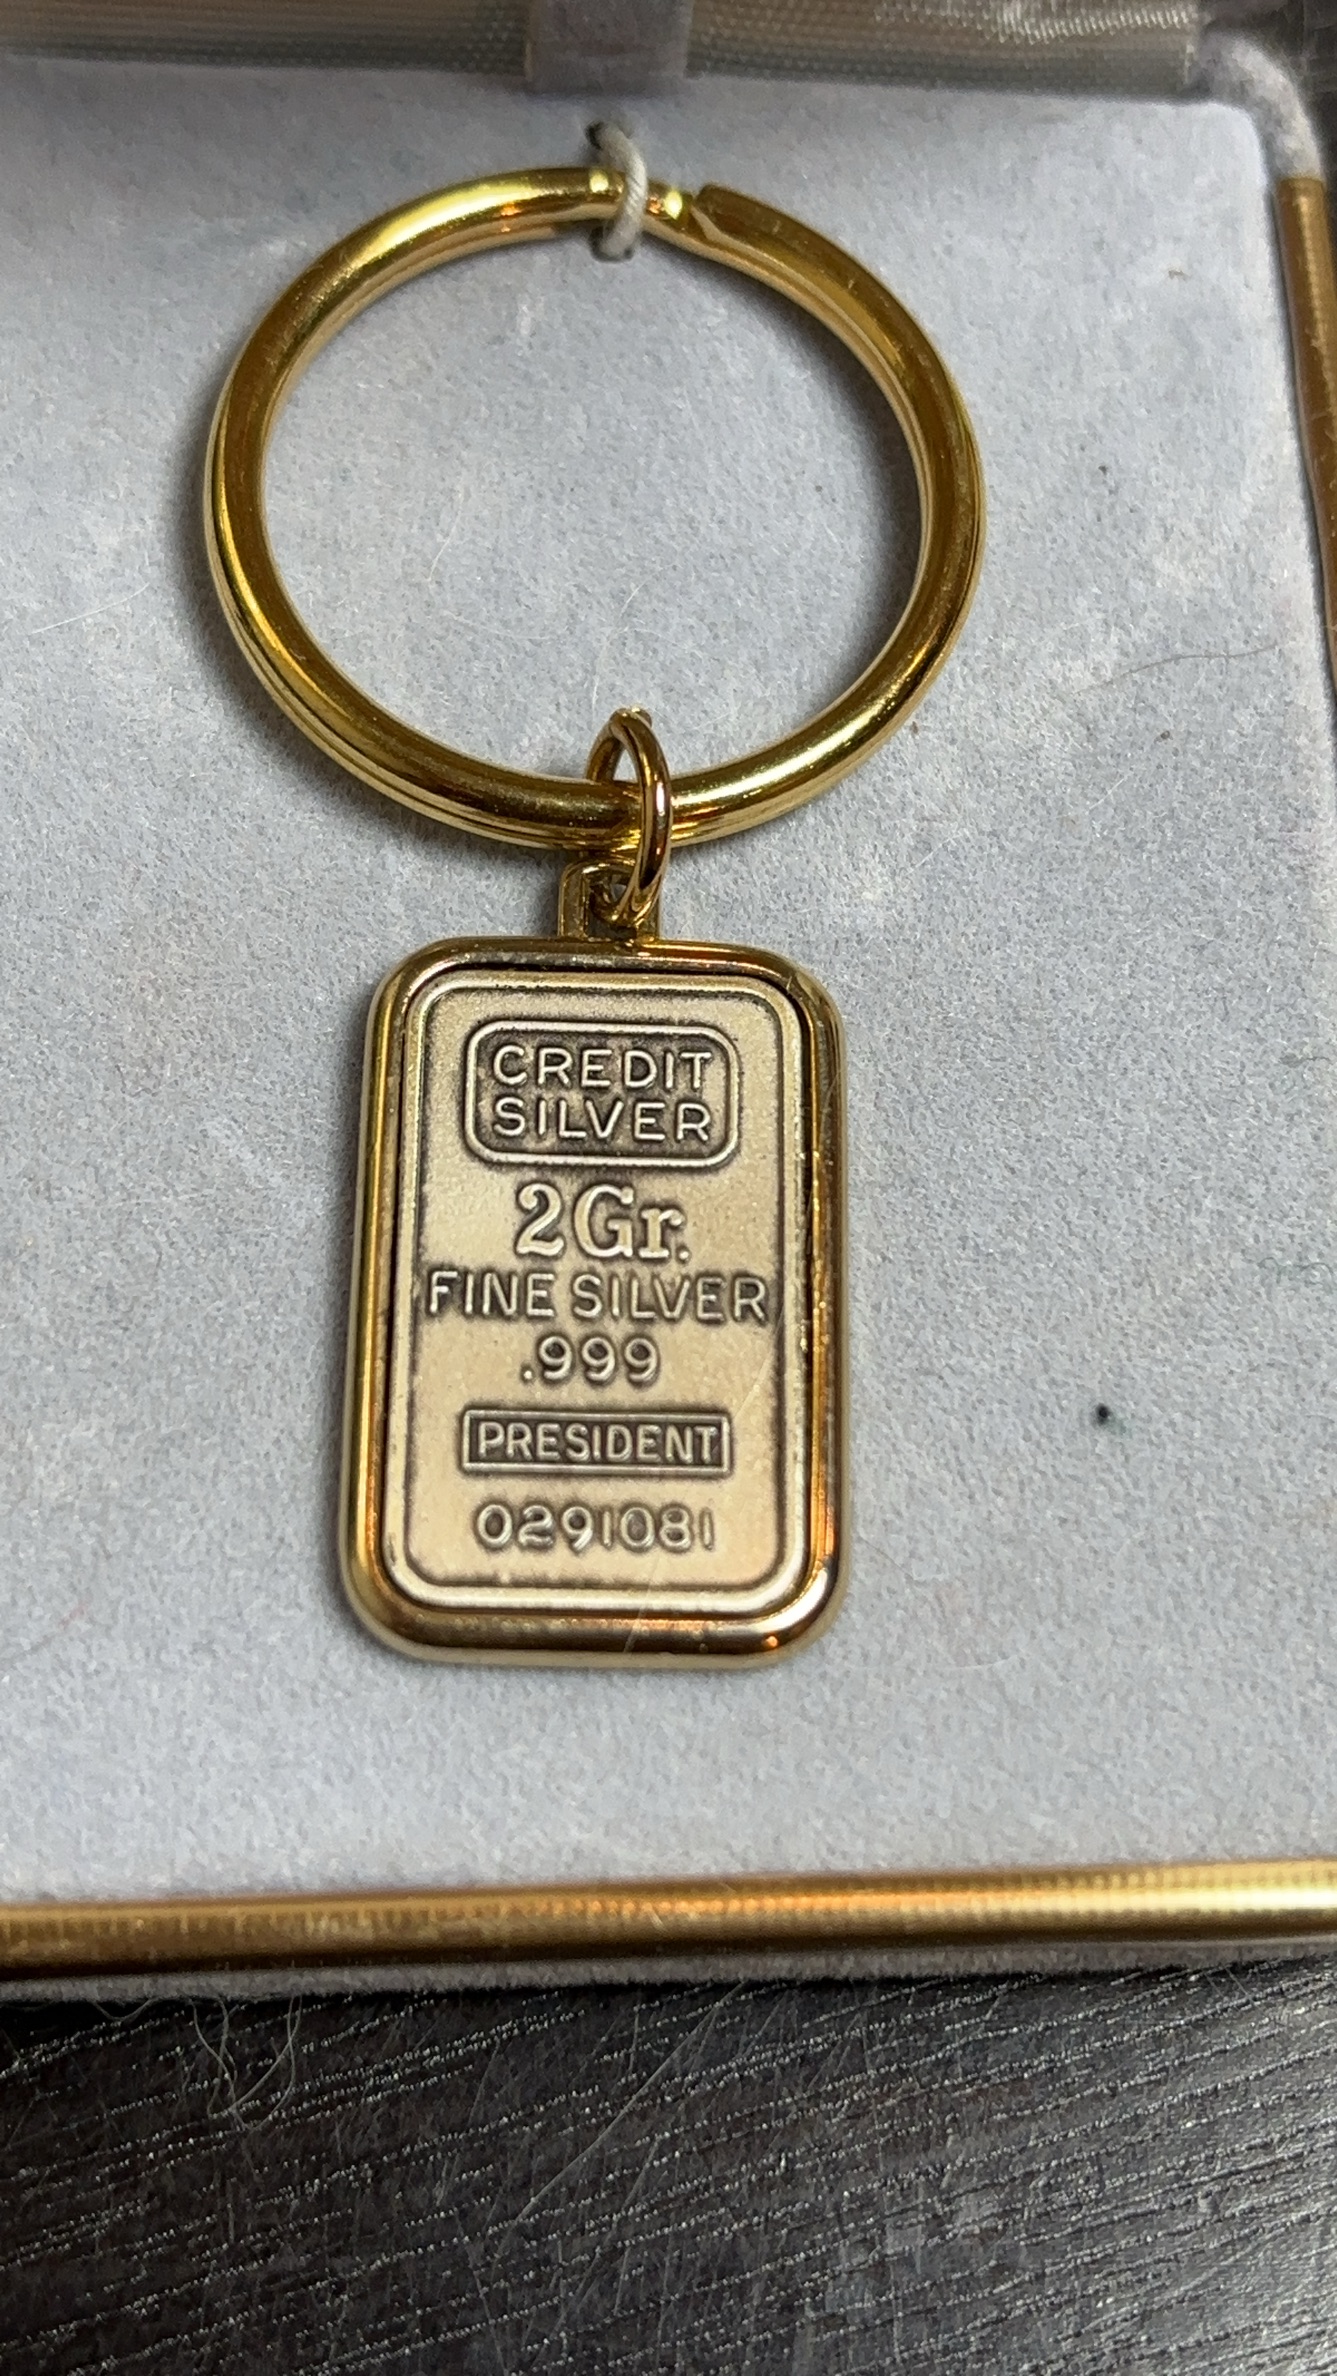 CREDIT
SILVER
2Gr.
FINE SILVER
.999
PRESIDENT
0291081